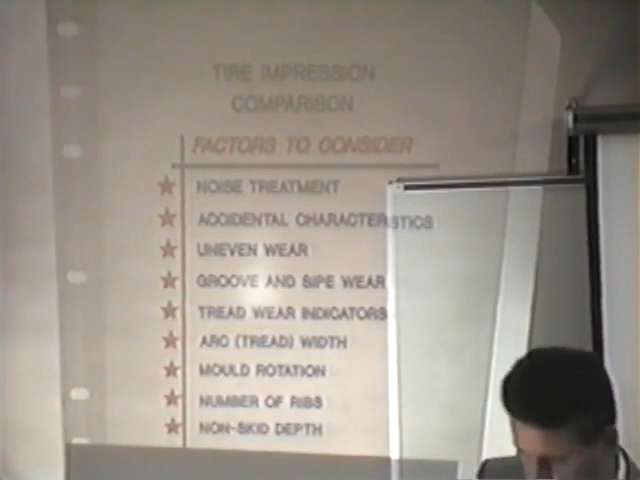 TIRE IMPRESSION
COMPARISON
FACTORS TO CONSIDER
NOISE TREATMENT
ACCIDENTAL CHARACTERISTICS
UNEVEN WEAR
GROOVE AND SIPE WEAR
TREAD WEAR INDICATORS
ARC (TREAD) WIDTH
MOULD ROTATION
NUMBER OF RIBS
NON-SKID DEPTH